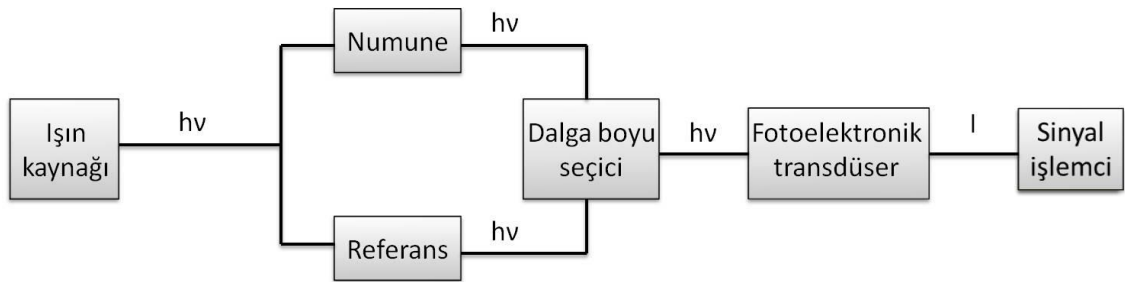 Işın
kaynağı
hν
Numune
hν
Referans
hν
Dalga boyu
seçici
hν
Fotoelektronik
transdüser
I
Sinyal
işlemci